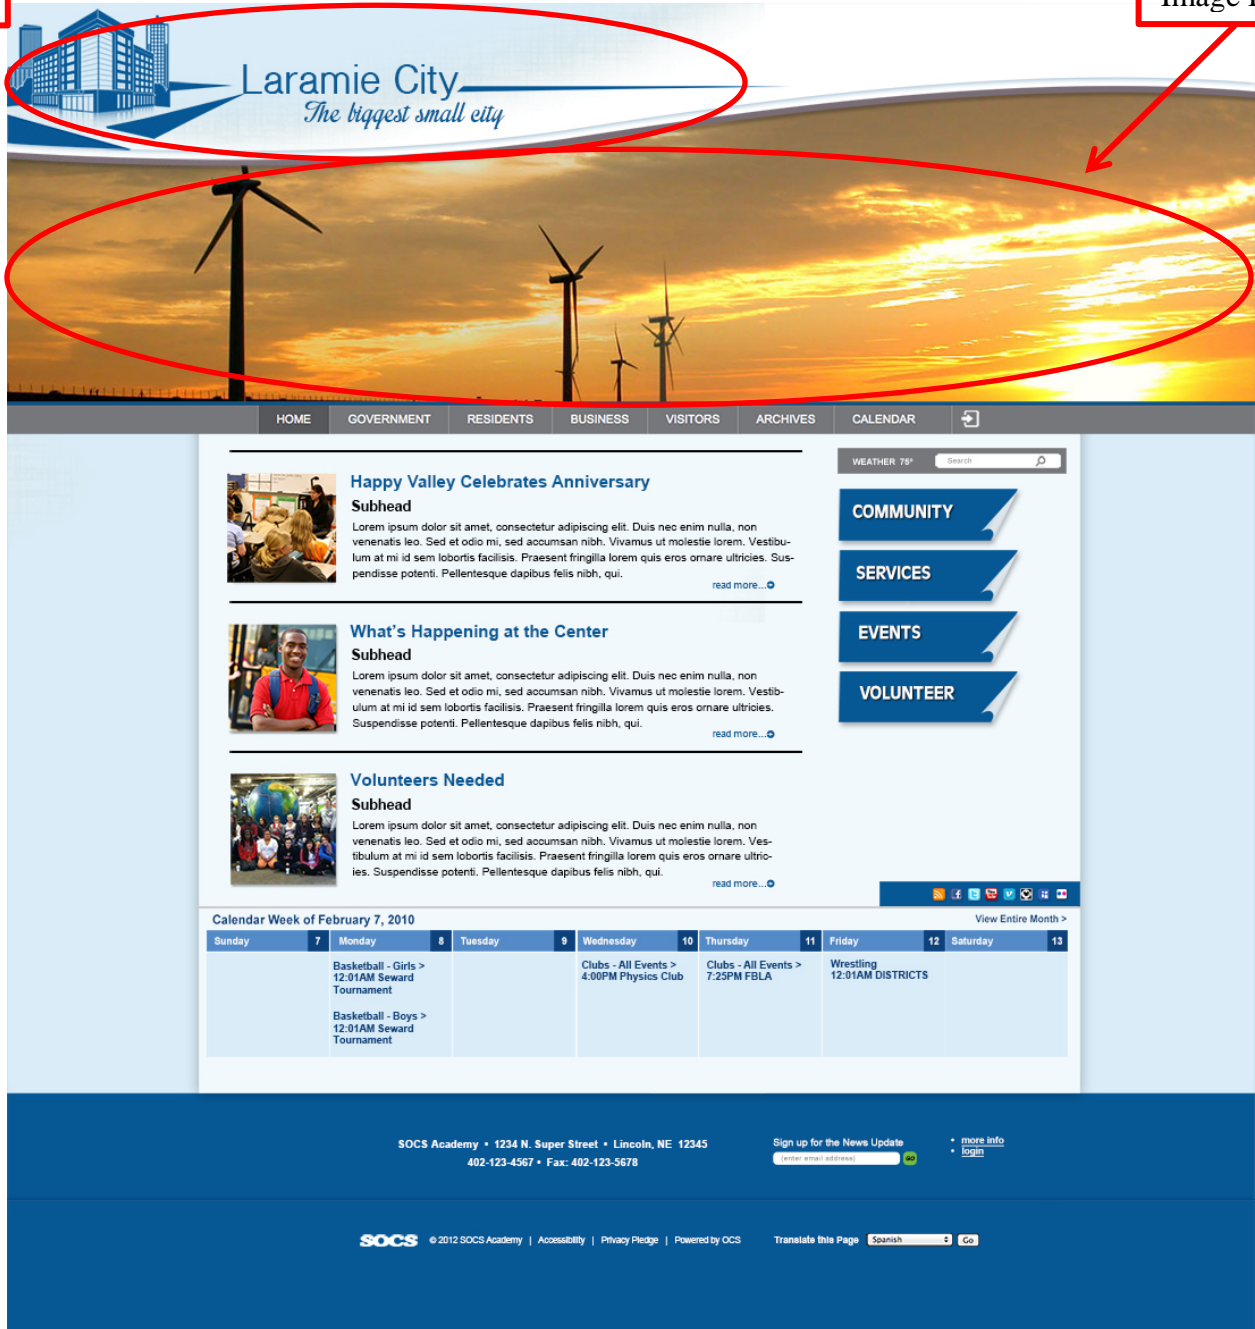 Image
Laramie City
The biggest small city
HOME GOVERNMENT RESIDENTS BUSINESS VISITORS ARCHIVES CALENDAR
WEATHER 75° Search
Happy Valley Celebrates Anniversary
Subhead
Lorem ipsum dolor sit amet, consectetur adipiscing elit. Duis nec enim nulla, non
venenatis leo. Sed et odio mi, sed accumsan nibh. Vivamus ut molestie lorem. Vestibu-
lum at mi id sem lobortis facilisis. Praesent fringilla lorem quis eros ornare ultricies. Sus-
pendisse potenti. Pellentesque dapibus felis nibh, qui.
read more...
What's Happening at the Center
Subhead
Lorem ipsum dolor sit amet, consectetur adipiscing elit. Duis nec enim nulla, non
venenatis leo. Sed et odio mi, sed accumsan nibh. Vivamus ut molestie lorem. Vestib-
ulum at mi id sem lobortis facilisis. Praesent fringilla lorem quis eros ornare ultricies.
Suspendisse potenti. Pellentesque dapibus felis nibh, qui.
read more...
Volunteers Needed
Subhead
Lorem ipsum dolor sit amet, consectetur adipiscing elit. Duis nec enim nulla, non
venenatis leo. Sed et odio mi, sed accumsan nibh. Vivamus ut molestie lorem. Ves-
tibulum at mi id sem lobortis facilisis. Praesent fringilla lorem quis eros ornare ultric-
ies. Suspendisse potenti. Pellentesque dapibus felis nibh, qui.
read more...
COMMUNITY
SERVICES
EVENTS
VOLUNTEER
Calendar Week of February 7, 2010 View Entire Month >
Sunday 7 Monday 8 Tuesday 9 Wednesday 10 Thursday 11 Friday 12 Saturday 13
Basketball - Girls >
12:01AM Seward
Tournament
Basketball - Boys >
12:01AM Seward
Tournament
Clubs - All Events >
4:00PM Physics Club
Clubs - All Events >
7:25PM FBLA
Wrestling
12:01AM DISTRICTS
SOCS Academy • 1234 N. Super Street • Lincoln, NE 12345
402-123-4567 • Fax: 402-123-5678
Sign up for the News Update
(enter email address) GO
• more info
• login
SOCS © 2012 SOCS Academy | Accessibility | Privacy Pledge | Powered by OCS
Translate this Page Spanish Go